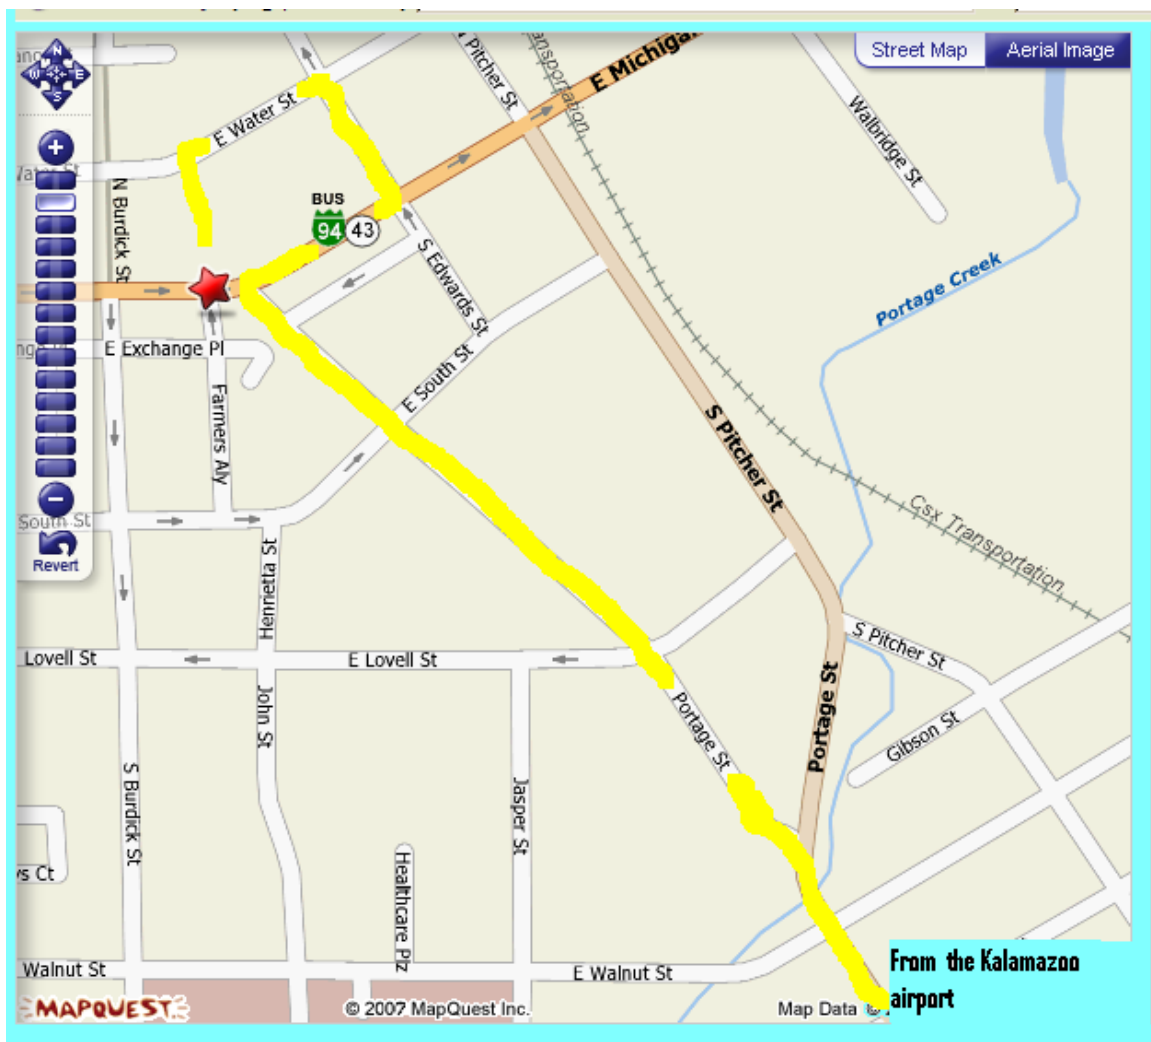 Street Map
Aerial Image
N
W
E
S
N Pitcher St
E Michigan
Walbridge St
E Water St
N Burdick St
BUS
94
43
S Edwards St
Portage Creek
E Exchange Pl
Farmers Aly
E South St
S Pitcher St
South St
Revert
Henrietta St
Csx Transportation
Lovell St
E Lovell St
S Pitcher St
John St
Portage St
Portage St
Gibson St
S Burdick St
Jasper St
Healthcare Plz
ys Ct
Walnut St
E Walnut St
From the Kalamazoo
airport
MAPQUEST
© 2007 MapQuest Inc.
Map Data ©